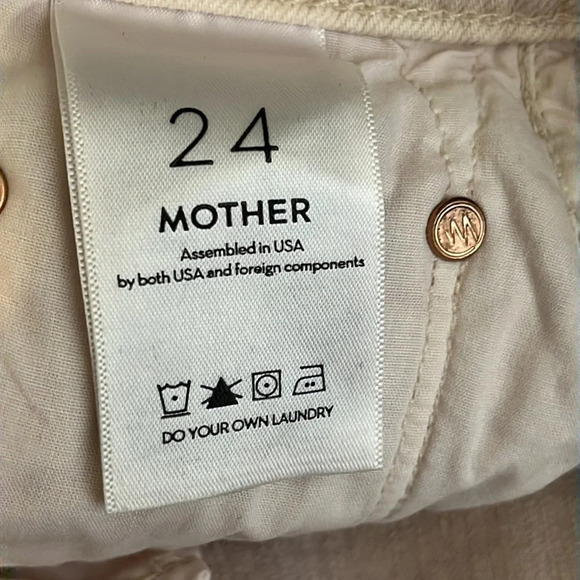 24
MOTHER
Assembled in USA
by both USA and foreign components
DO YOUR OWN LAUNDRY
M